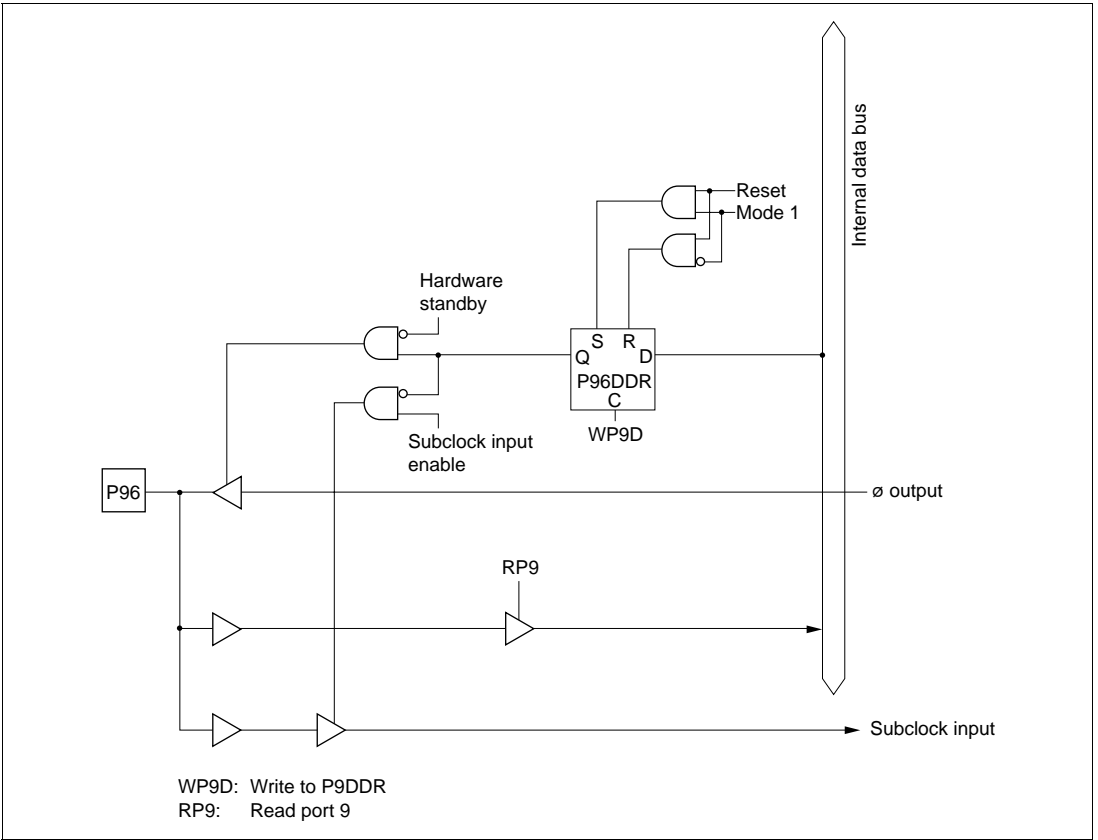 Internal data bus
Reset
Mode 1
Hardware
standby
S R
Q D
P96DDR
C
WP9D
Subclock input
enable
P96
ø output
RP9
Subclock input
WP9D: Write to P9DDR
RP9: Read port 9